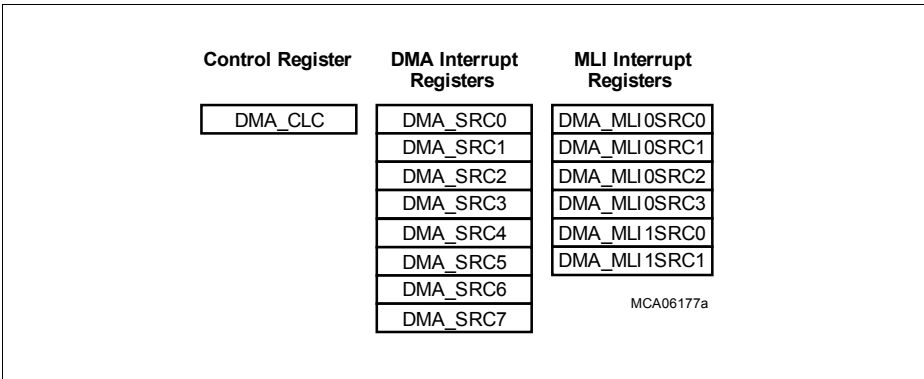 Control Register
DMA_CLC
DMA Interrupt
Registers
DMA_SRC0
DMA_SRC1
DMA_SRC2
DMA_SRC3
DMA_SRC4
DMA_SRC5
DMA_SRC6
DMA_SRC7
MLI Interrupt
Registers
DMA_MLI0SRC0
DMA_MLI0SRC1
DMA_MLI0SRC2
DMA_MLI0SRC3
DMA_MLI1SRC0
DMA_MLI1SRC1
MCA06177a